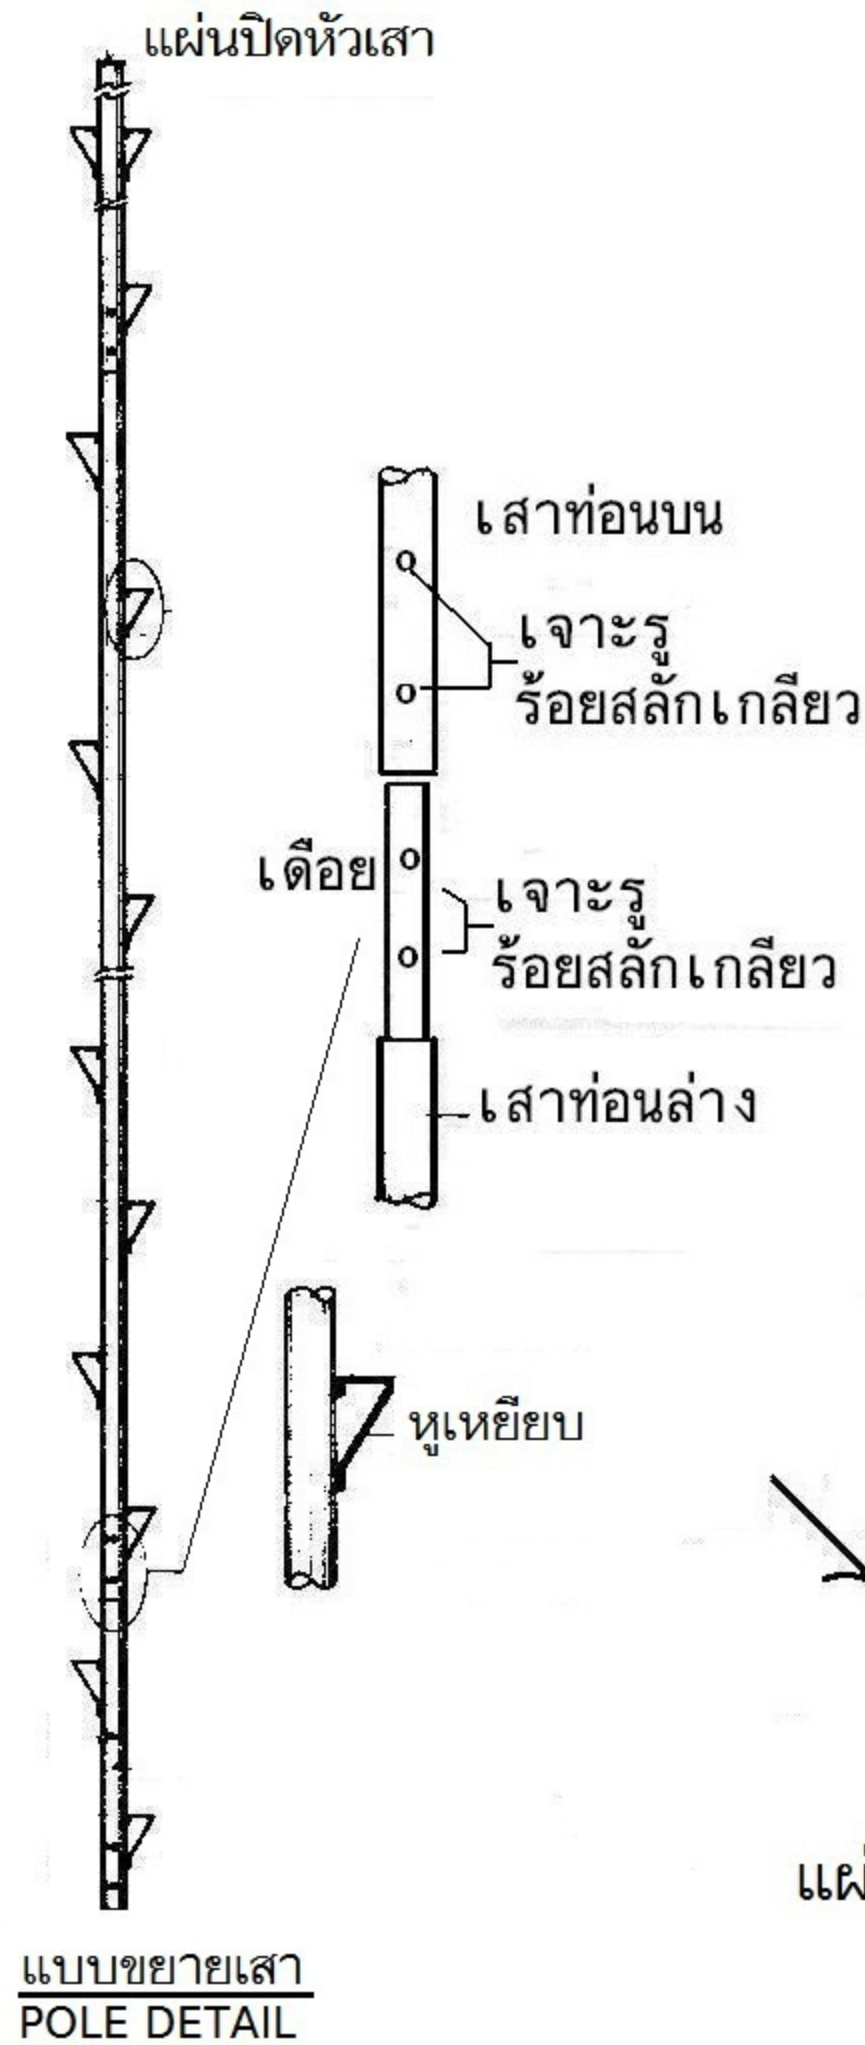 แผ่นปิดหัวเสา
เสาท่อนบน
เจาะรู
ร้อยสลักเกลียว
เดือย
เจาะรู
ร้อยสลักเกลียว
เสาท่อนล่าง
หูเหยียบ
แบบขยายเสา
POLE DETAIL